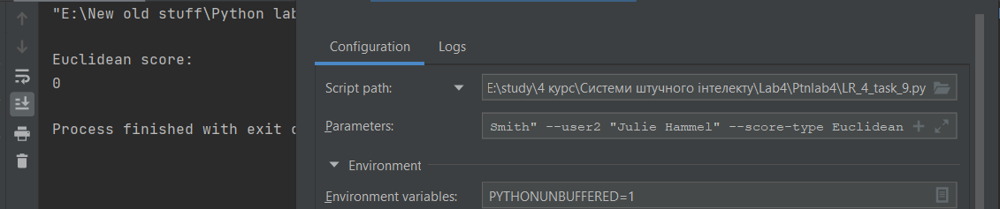 "E:\New old stuff\Python lab
Euclidean score:
0
Process finished with exit
Configuration Logs
Script path: E:\study\4 курс\Системи штучного інтелекту\Lab4\Ptnlab4\LR_4_task_9.py
Parameters: Smith" --user2 "Julie Hammel" --score-type Euclidean
Environment
Environment variables: PYTHONUNBUFFERED=1